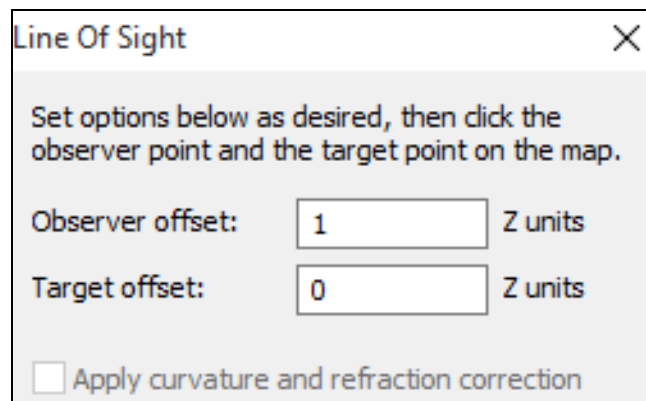 Line Of Sight
Set options below as desired, then click the
observer point and the target point on the map.
Observer offset: 1 Z units
Target offset: 0 Z units
Apply curvature and refraction correction